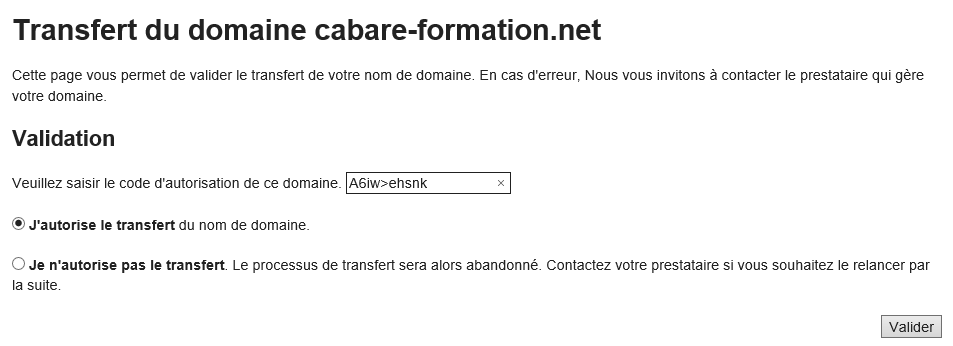 Transfert du domaine cabare-formation.net
Cette page vous permet de valider le transfert de votre nom de domaine. En cas d'erreur, Nous vous invitons à contacter le prestataire qui gère
votre domaine.
Validation
Veuillez saisir le code d'autorisation de ce domaine. A6iw>ehsnk ×
J'autorise le transfert du nom de domaine.
Je n'autorise pas le transfert. Le processus de transfert sera alors abandonné. Contactez votre prestataire si vous souhaitez le relancer par
la suite.
Valider